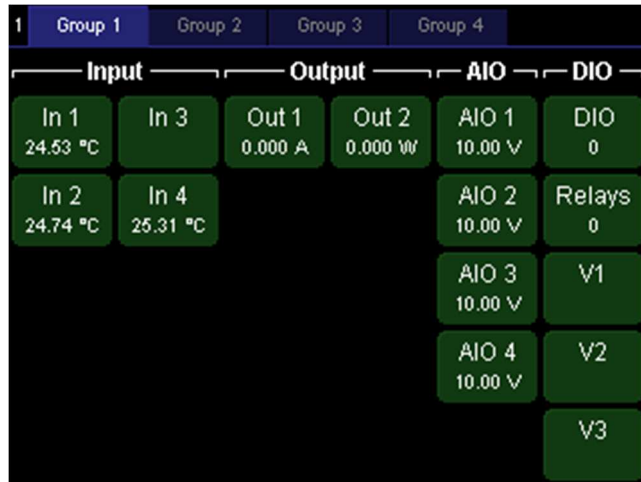 1 Group 1 Group 2 Group 3 Group 4
Input Output AIO DIO
In 1 In 3 Out 1 Out 2 AIO 1 DIO
24.53 °C 0.000 A 0.000 W 10.00 V 0
In 2 In 4 AIO 2 Relays
24.74 °C 25.31 °C 10.00 V 0
AIO 3 V1
10.00 V
AIO 4 V2
10.00 V
V3